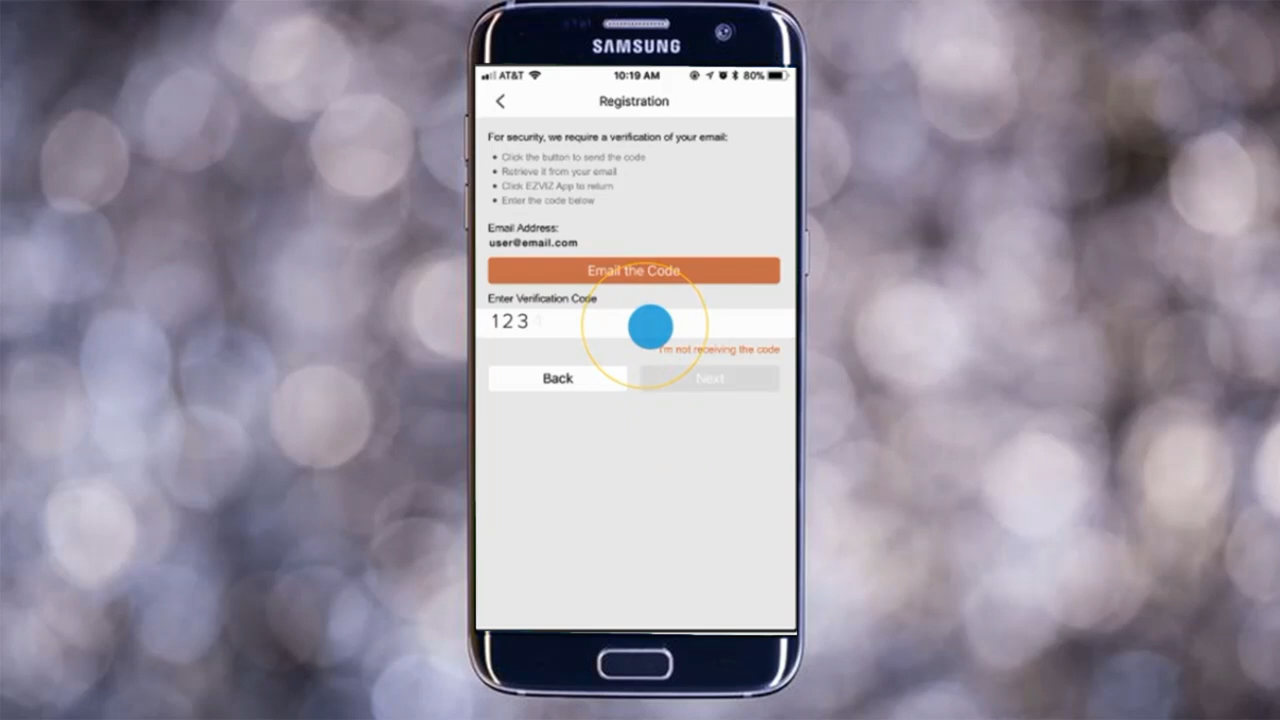 SAMSUNG
AT&T 10:19 AM 80%
Registration
For security, we require a verification of your email:
• Click the button to send the code
• Retrieve it from your email
• Click EZVIZ App to return
• Enter the code below
Email Address:
user@email.com
Email the Code
Enter Verification Code
123
I'm not receiving the code
Back
Next